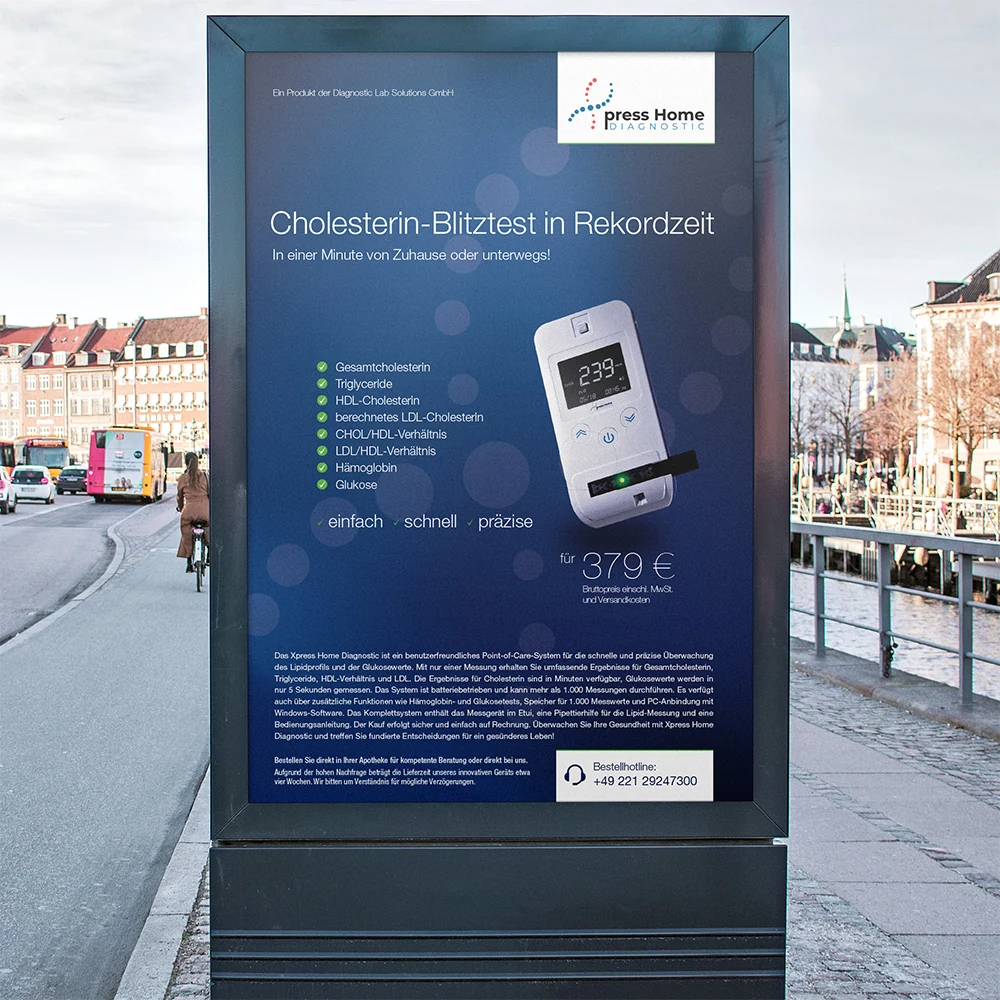 Ein Produkt der Diagnostic Lab Solutions GmbH
press Home
DIAGNOSTIC
Cholesterin-Blitztest in Rekordzeit
In einer Minute von Zuhause oder unterwegs!
Gesamtcholesterin
Triglyceride
HDL-Cholesterin
berechnetes LDL-Cholesterin
CHOL/HDL-Verhältnis
LDL/HDL-Verhältnis
Hämoglobin
Glukose
239
einfach schnell präzise
für 379 €
Bruttopreis einschl. MwSt.
und Versandkosten
Das Xpress Home Diagnostic ist ein benutzerfreundliches Point-of-Care-System für die schnelle und präzise Überwachung
des Lipidprofils und der Glukosewerte. Mit nur einer Messung erhalten Sie umfassende Ergebnisse für Gesamtcholesterin,
Triglyceride, HDL-Verhältnis und LDL. Die Ergebnisse für Cholesterin sind in Minuten verfügbar, Glukosewerte werden in
nur 5 Sekunden gemessen. Das System ist batteriebetrieben und kann mehr als 1.000 Messungen durchführen. Es verfügt
auch über zusätzliche Funktionen wie Hämoglobin- und Glukosetests, Speicher für 1.000 Messwerte und PC-Anbindung mit
Windows-Software. Das Komplettsystem enthält das Messgerät im Etui, eine Pipettierhilfe für die Lipid-Messung und eine
Bedienungsanleitung. Der Kauf erfolgt sicher und einfach auf Rechnung. Überwachen Sie Ihre Gesundheit mit Xpress Home
Diagnostic und treffen Sie fundierte Entscheidungen für ein gesünderes Leben!
Bestellen Sie direkt in Ihrer Apotheke für kompetente Beratung oder direkt bei uns.
Aufgrund der hohen Nachfrage beträgt die Lieferzeit unseres innovativen Geräts etwa
vier Wochen. Wir bitten um Verständnis für mögliche Verzögerungen.
Bestellhotline:
+49 221 29247300